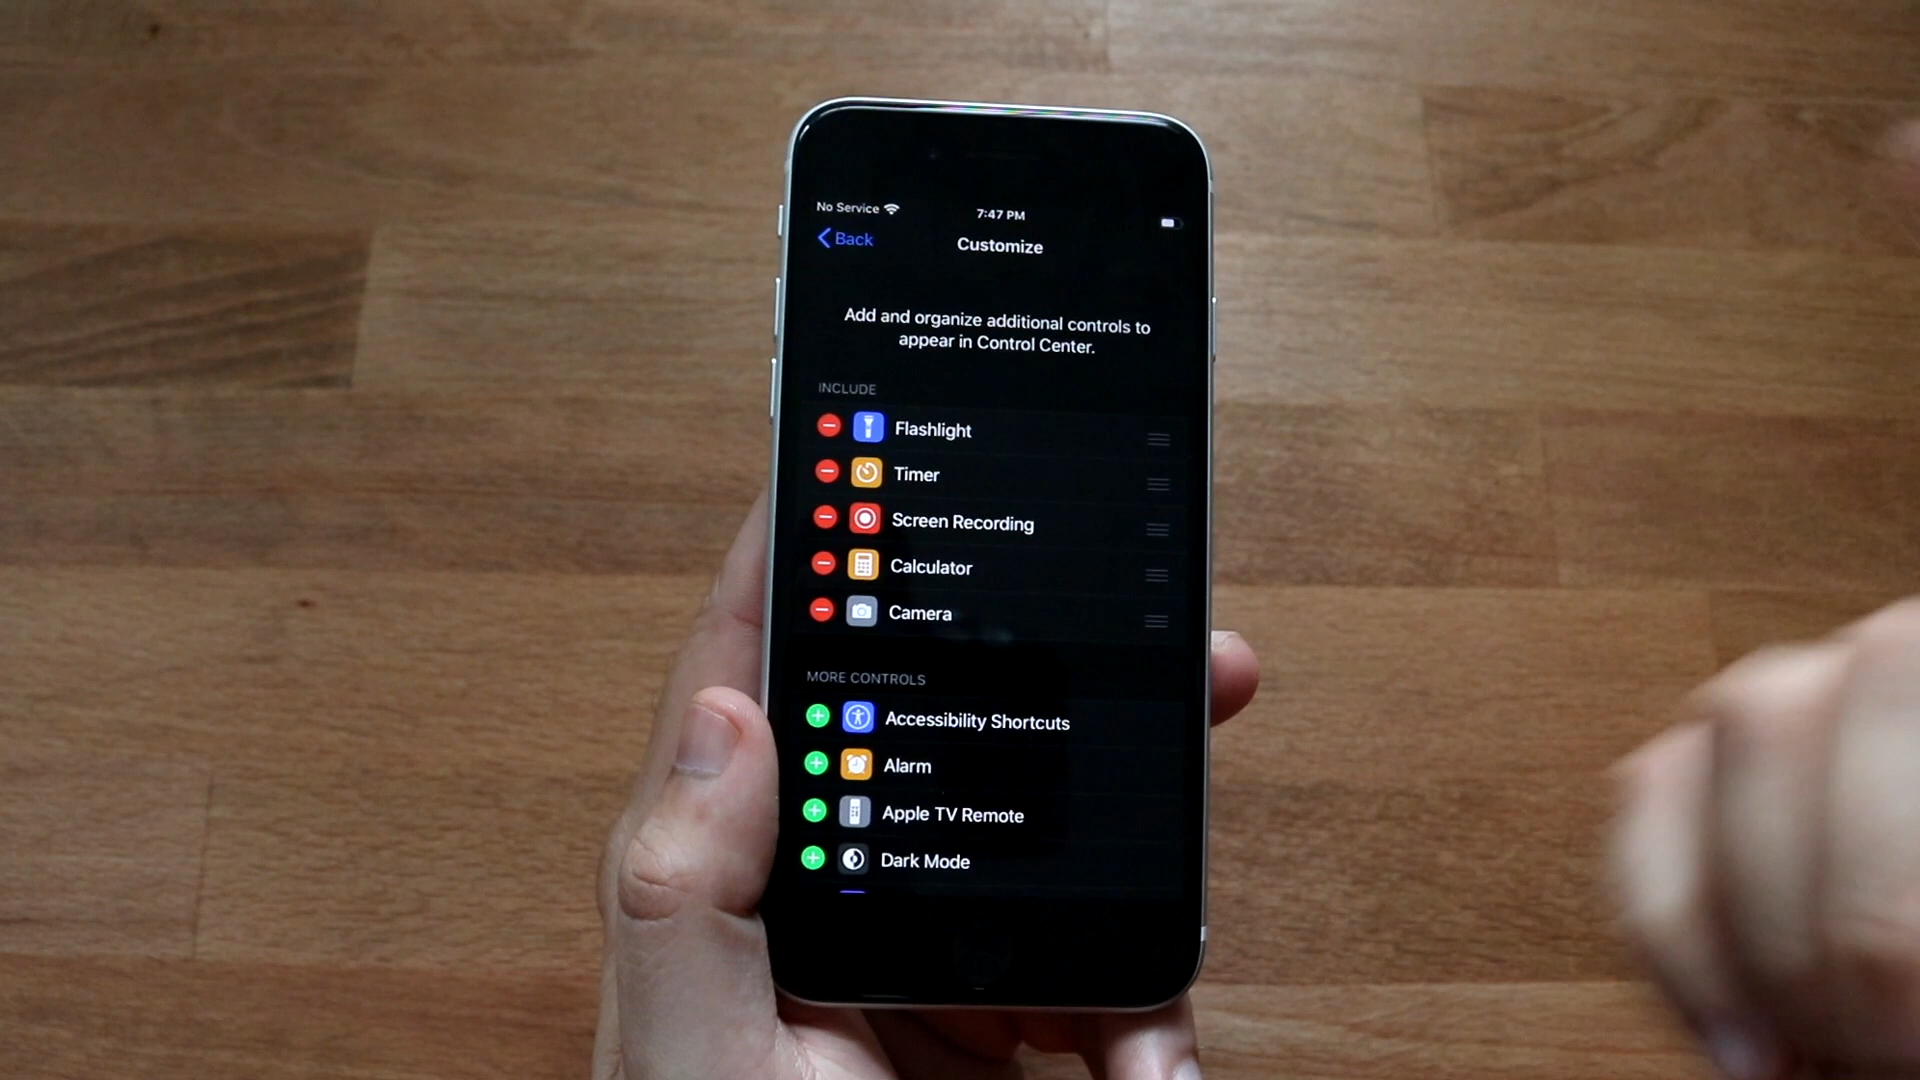 No Service
7:47 PM
Back
Customize
Add and organize additional controls to
appear in Control Center.
INCLUDE
Flashlight
Timer
Screen Recording
Calculator
Camera
MORE CONTROLS
Accessibility Shortcuts
Alarm
Apple TV Remote
Dark Mode